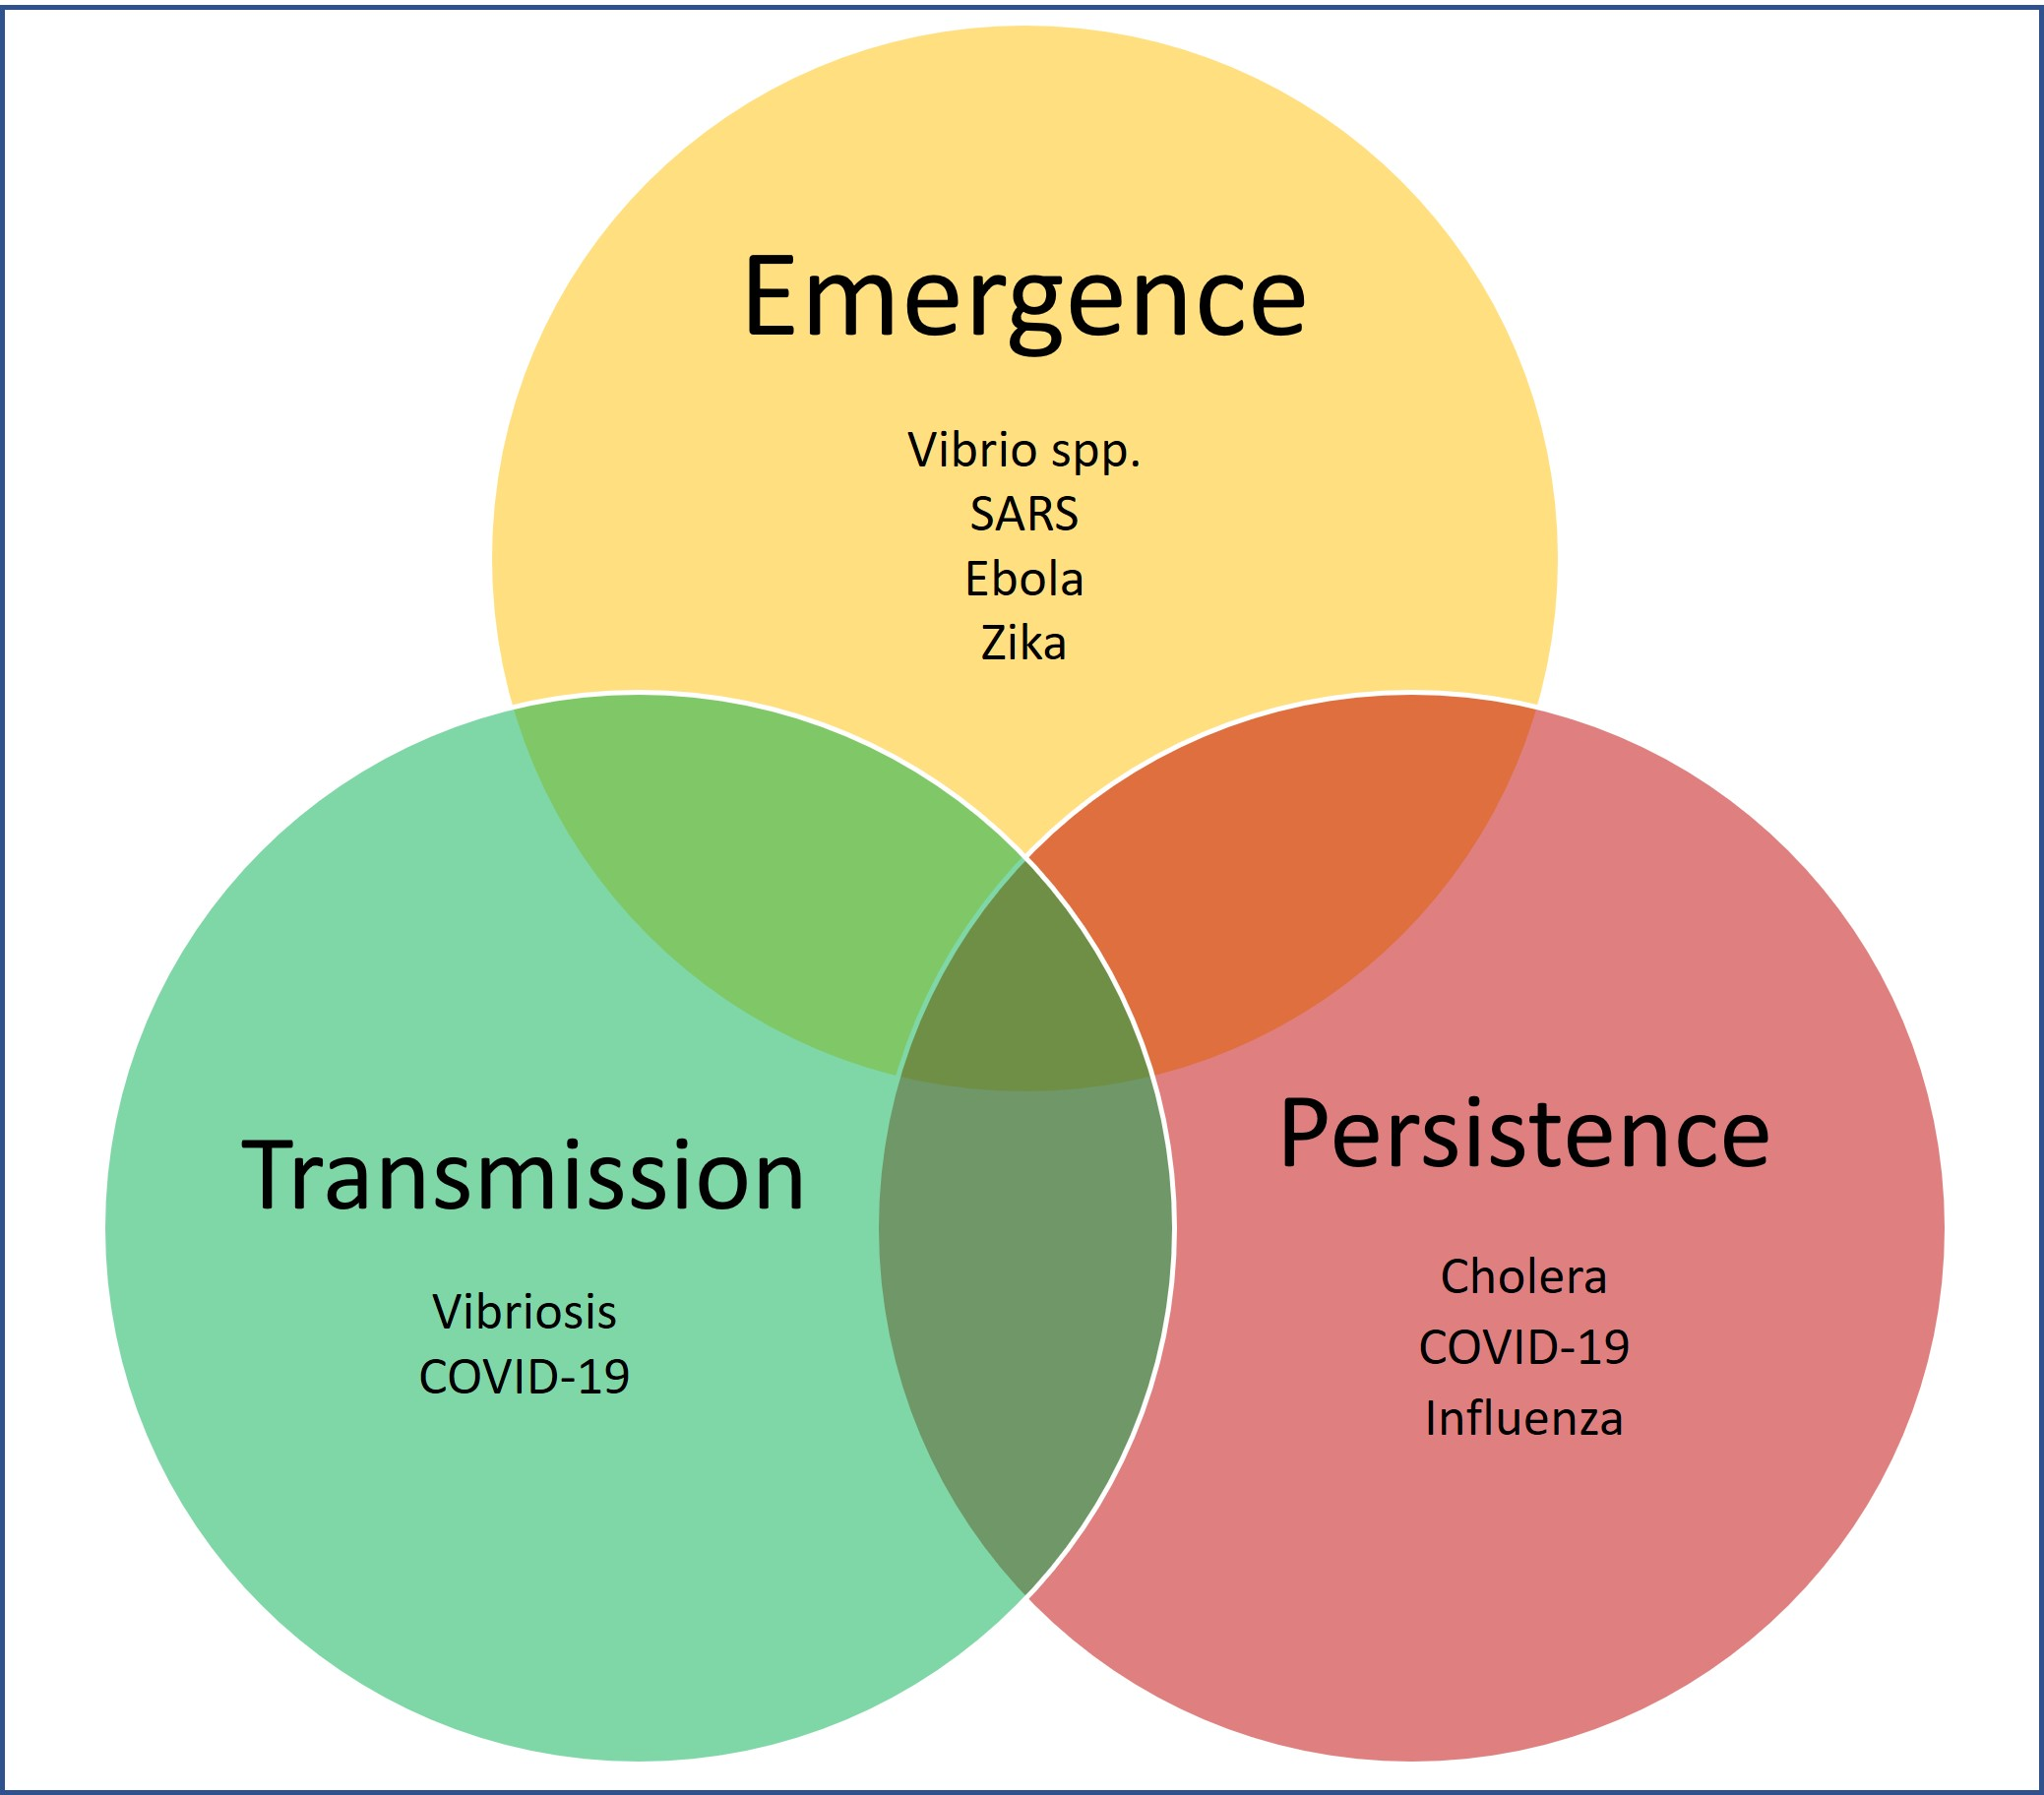 Emergence
Vibrio spp.
SARS
Ebola
Zika
Transmission
Vibriosis
COVID-19
Persistence
Cholera
COVID-19
Influenza